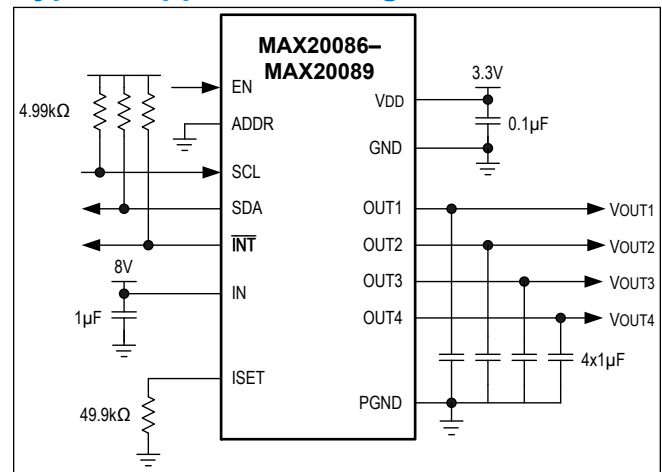 MAX20086–
MAX20089
4.99kΩ
EN
ADDR
SCL
SDA
INT
8V
IN
1µF
ISET
49.9kΩ
3.3V
VDD
0.1µF
GND
OUT1
VOUT1
OUT2
VOUT2
OUT3
VOUT3
OUT4
VOUT4
4x1µF
PGND